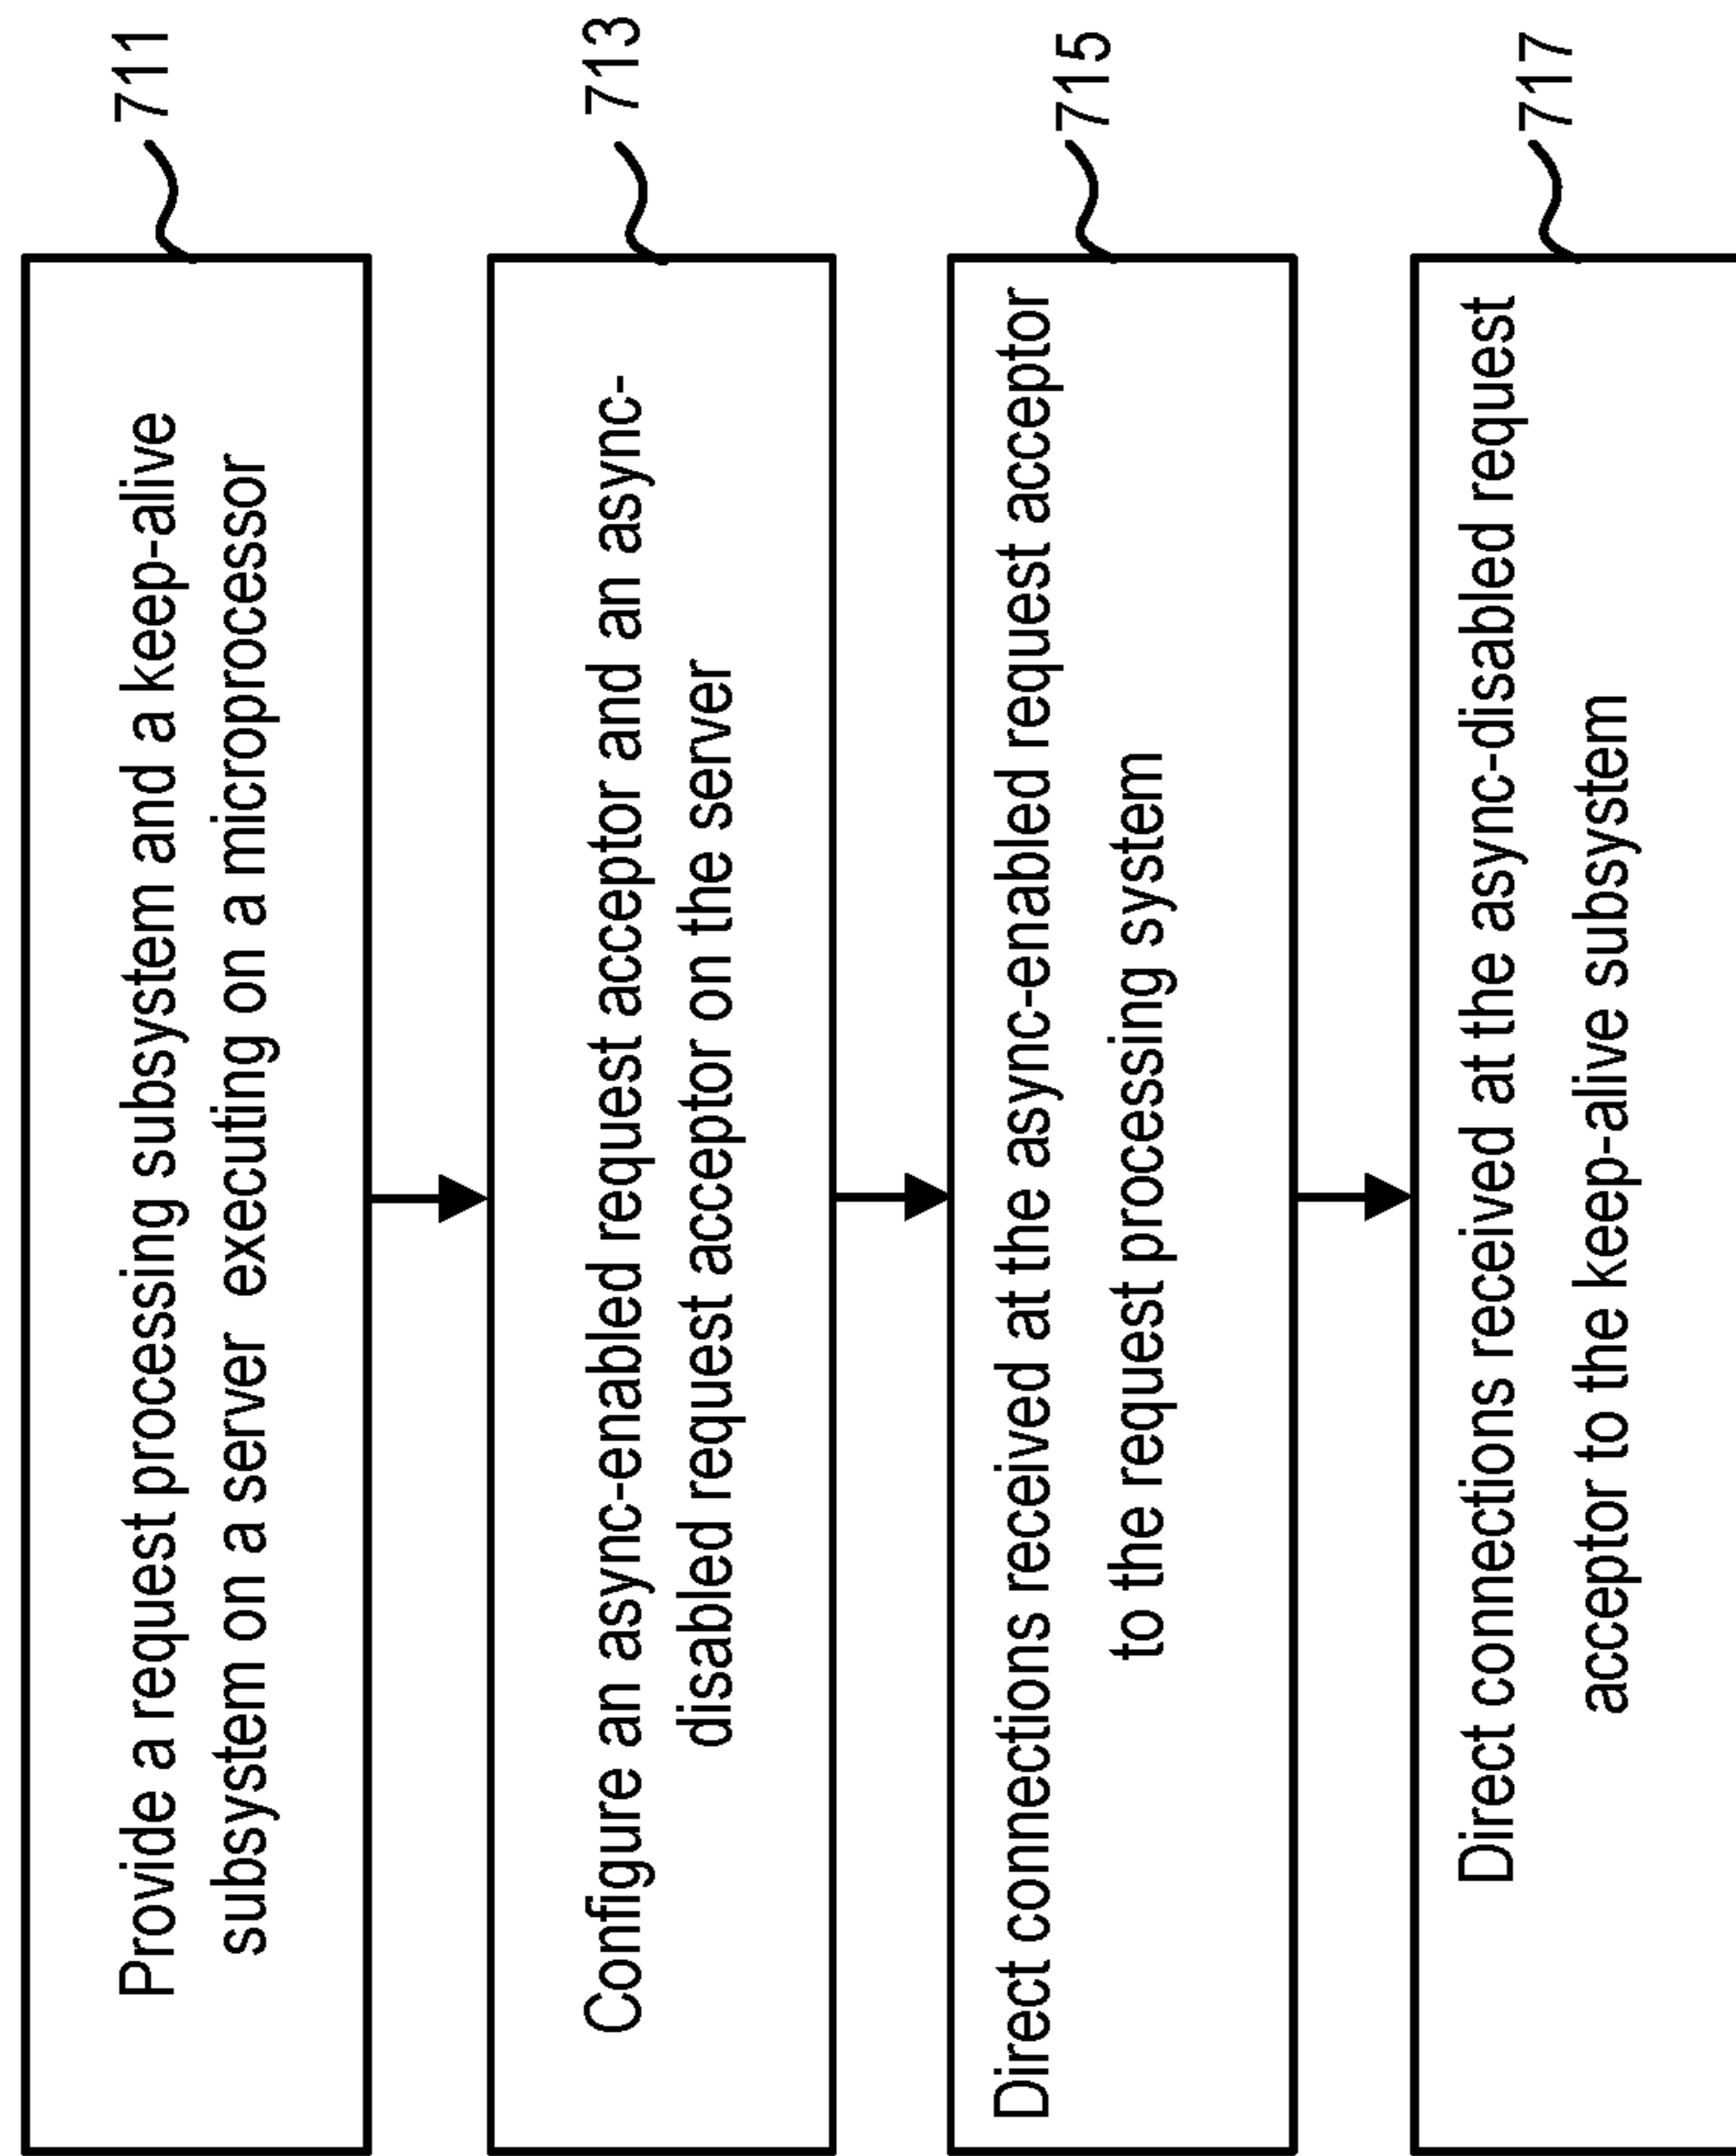 Provide a request processing subsystem and a keep-alive
subsystem on a server executing on a microprocessor
711
Configure an async-enabled request acceptor and an async-
disabled request acceptor on the server
713
Direct connections received at the async-enabled request acceptor
to the request processing system
715
Direct connections received at the async-disabled request
acceptor to the keep-alive subsystem
717